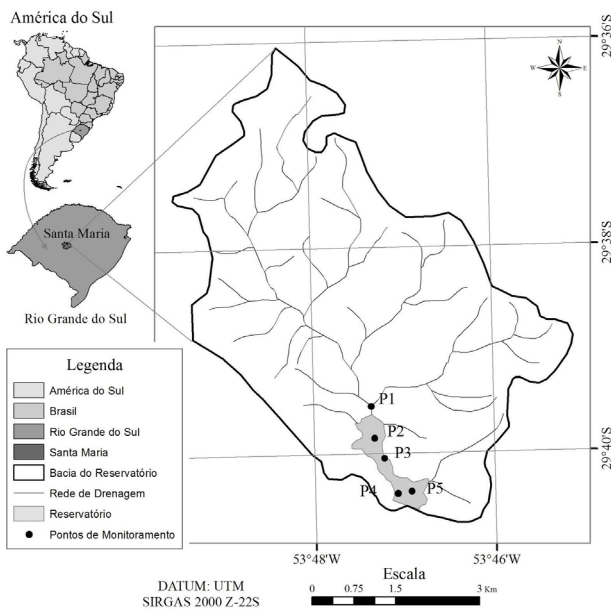 América do Sul
29°36'S
N
W
E
S
Santa Maria
29°38'S
Rio Grande do Sul
Legenda
América do Sul
Brasil
Rio Grande do Sul
Santa Maria
Bacia do Reservatório
Rede de Drenagem
Reservatório
Pontos de Monitoramento
P1
P2
P3
P4
P5
29°40'S
53°48'W
53°46'W
DATUM: UTM
SIRGAS 2000 Z-22S
Escala
0 0.75 1.5 3 Km